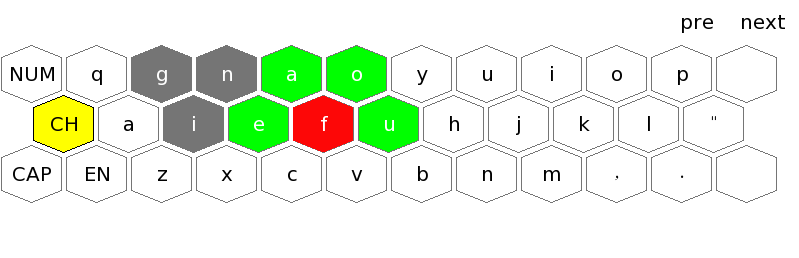 pre next
NUM q g n a o y u i o p
CH a i e f u h j k l "
CAP EN z x c v b n m , .